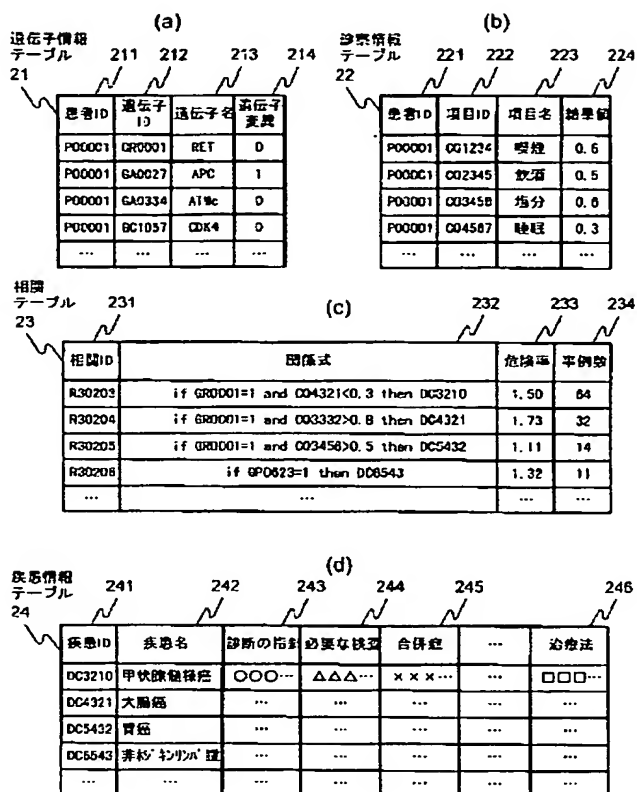 (a)
遺伝子情報
テーブル
21
211 212 213 214
患者ID 遺伝子ID 遺伝子名 遺伝子変異
P00001 GR0001 RET 0
P00001 GA0027 APC 1
P00001 GA0334 ATMc 0
P00001 GC1057 CDK4 0
... ... ... ...
(b)
診察情報
テーブル
22
221 222 223 224
患者ID 項目ID 項目名 結果値
P00001 CO1234 喫煙 0.6
P00001 CO2345 飲酒 0.5
P00001 CO3456 塩分 0.6
P00001 CO4567 睡眠 0.3
... ... ... ...
(c)
相関
テーブル
23
231 232 233 234
相関ID 関係式 危険率 事例数
R30203 if GR0001=1 and CO4321<0.3 then DC3210 1.50 64
R30204 if GR0001=1 and CO3332>0.8 then DC4321 1.73 32
R30205 if GR0001=1 and CO3456>0.5 then DC5432 1.11 14
R30206 if GP0623=1 then DC6543 1.32 11
... ... ... ...
(d)
疾患情報
テーブル
24
241 242 243 244 245 246
疾患ID 疾患名 診断の指針 必要な検査 合併症 ... 治療法
DC3210 甲状腺髄様癌 ○○○... △△△... ×××... ... □□□...
DC4321 大腸癌 ... ... ... ... ...
DC5432 胃癌 ... ... ... ... ...
DC6543 非ホジキンリンパ腫 ... ... ... ... ...
... ... ... ... ... ... ...